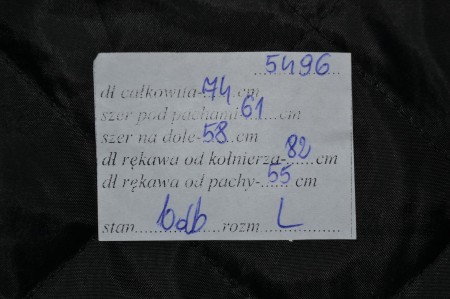 ...5496
dł całkowita-74.cm
szer pod pachami 61......cm
szer na dole-58......cm
dł rękawa od kołnierza-82...cm
dł rękawa od pachy-55 cm
stan bdb rozm L